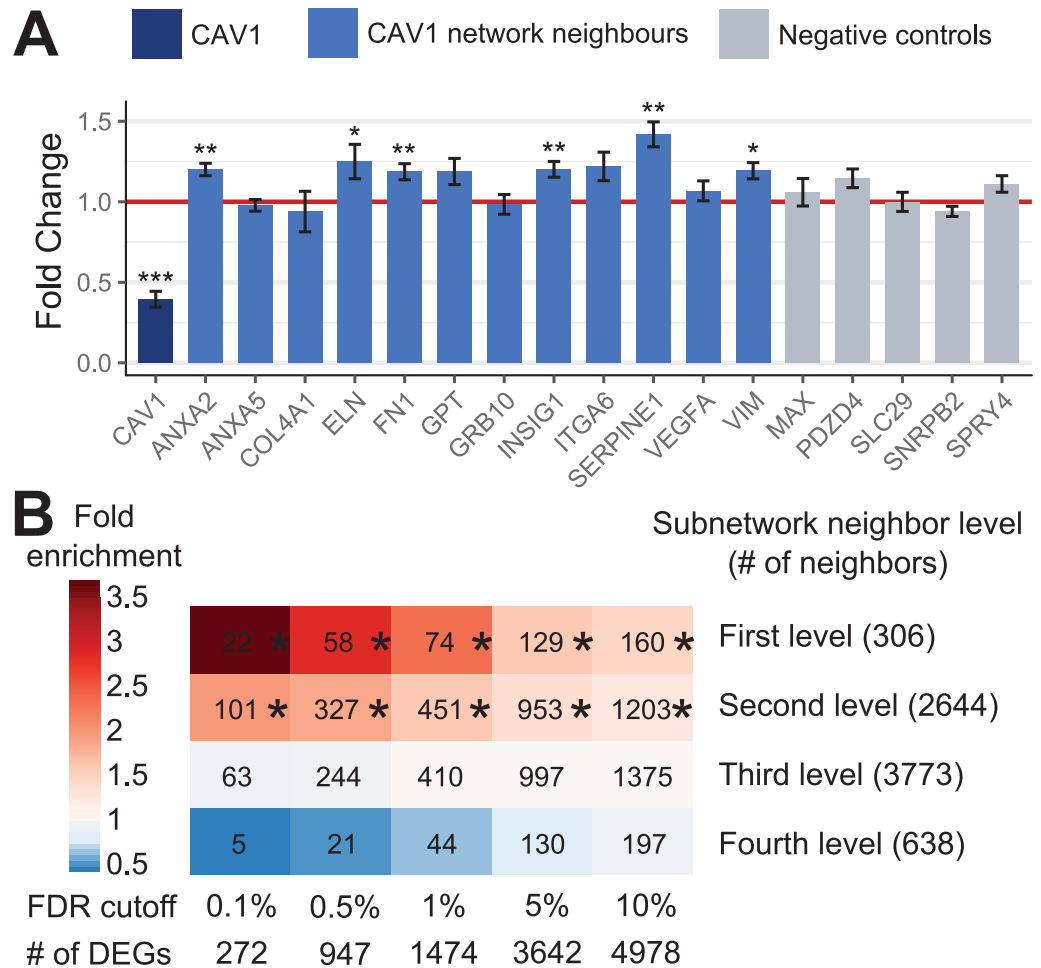 A
CAV1
CAV1 network neighbours
Negative controls
Fold Change
1.5
1.0
0.5
0.0
***
**
*
**
**
**
*
CAV1
ANXA2
ANXA5
COL4A1
ELN
FN1
GPT
GRB10
INSIG1
ITGA6
SERPINE1
VEGFA
VIM
MAX
PDZD4
SLC29
SNRPB2
SPRY4
B
Fold
enrichment
Subnetwork neighbor level
(# of neighbors)
3.5
3
2.5
2
1.5
1
0.5
22 * 58 * 74 * 129 * 160 * First level (306)
101 * 327 * 451 * 953 * 1203 * Second level (2644)
63 244 410 997 1375 Third level (3773)
5 21 44 130 197 Fourth level (638)
FDR cutoff 0.1% 0.5% 1% 5% 10%
# of DEGs 272 947 1474 3642 4978